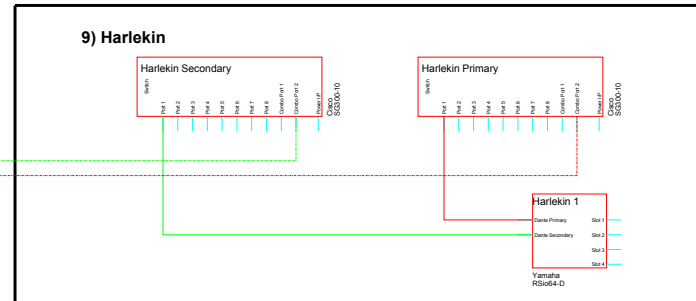 9) Harlekin
Harlekin Secondary
Switch
Port 1
Port 2
Port 3
Port 4
Port 5
Port 6
Port 7
Port 8
Combo Port 1
Combo Port 2
Power I/P
Cisco
SG300-10
Harlekin Primary
Switch
Port 1
Port 2
Port 3
Port 4
Port 5
Port 6
Port 7
Port 8
Combo Port 1
Combo Port 2
Power I/P
Cisco
SG300-10
Harlekin 1
Dante Primary
Slot 1
Dante Secondary
Slot 2
Slot 3
Slot 4
Yamaha
RSio64-D